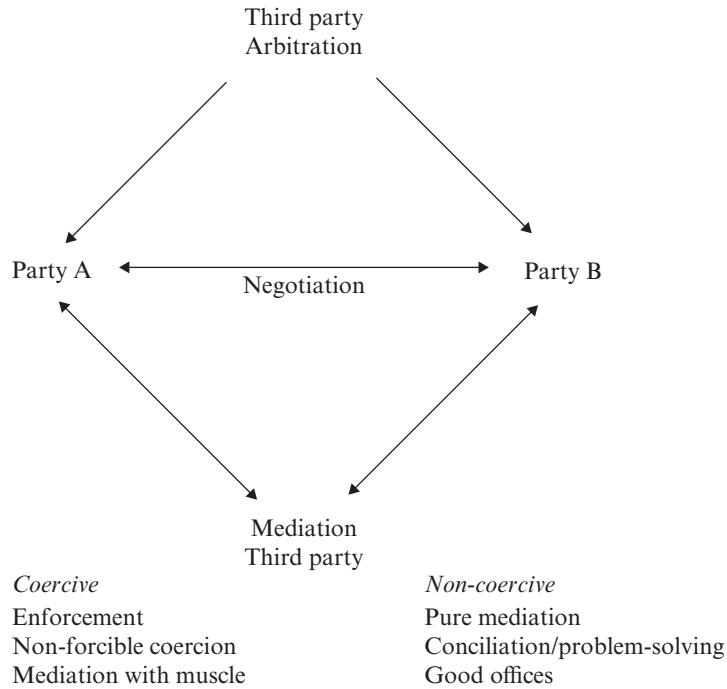 Third party
Arbitration
Party A
Negotiation
Party B
Mediation
Third party
Coercive
Enforcement
Non-forcible coercion
Mediation with muscle
Non-coercive
Pure mediation
Conciliation/problem-solving
Good offices